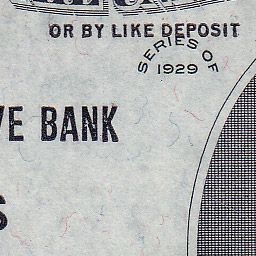 OR BY LIKE DEPOSIT
SERIES OF
1929
VE BANK
S